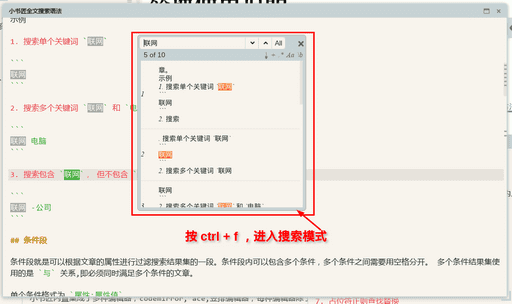 小书匠全文搜索语法
示例
1. 搜索单个关键词 `联网`
```
联网
```
2. 搜索多个关键词 `联网` 和 `电
```
联网 电脑
```
3. 搜索包含 `联网`, 但不包含
```
联网 -公司
```
## 条件段
条件段就是可以根据文章的属性进行过滤搜索结果集的一段。条件段内可以包含多个条件,多个条件之间需要用空格分开。 多个条件结果集使
用的是 `与` 关系,即必须同时满足多个条件的文章。
单个条件格式为 `属性:属性值`
联网
All
5 of 10
.* Aa \b
章。
示例
1 1. 搜索单个关键词 `联网`
```
联网
```
2. 搜索
. 搜索单个关键词 `联网`
```
2 联网
```
2. 搜索多个关键词 `联网
联网
```
3 2. 搜索多个关键词 `联网` 和 `电脑`
按 ctrl + f ,进入搜索模式